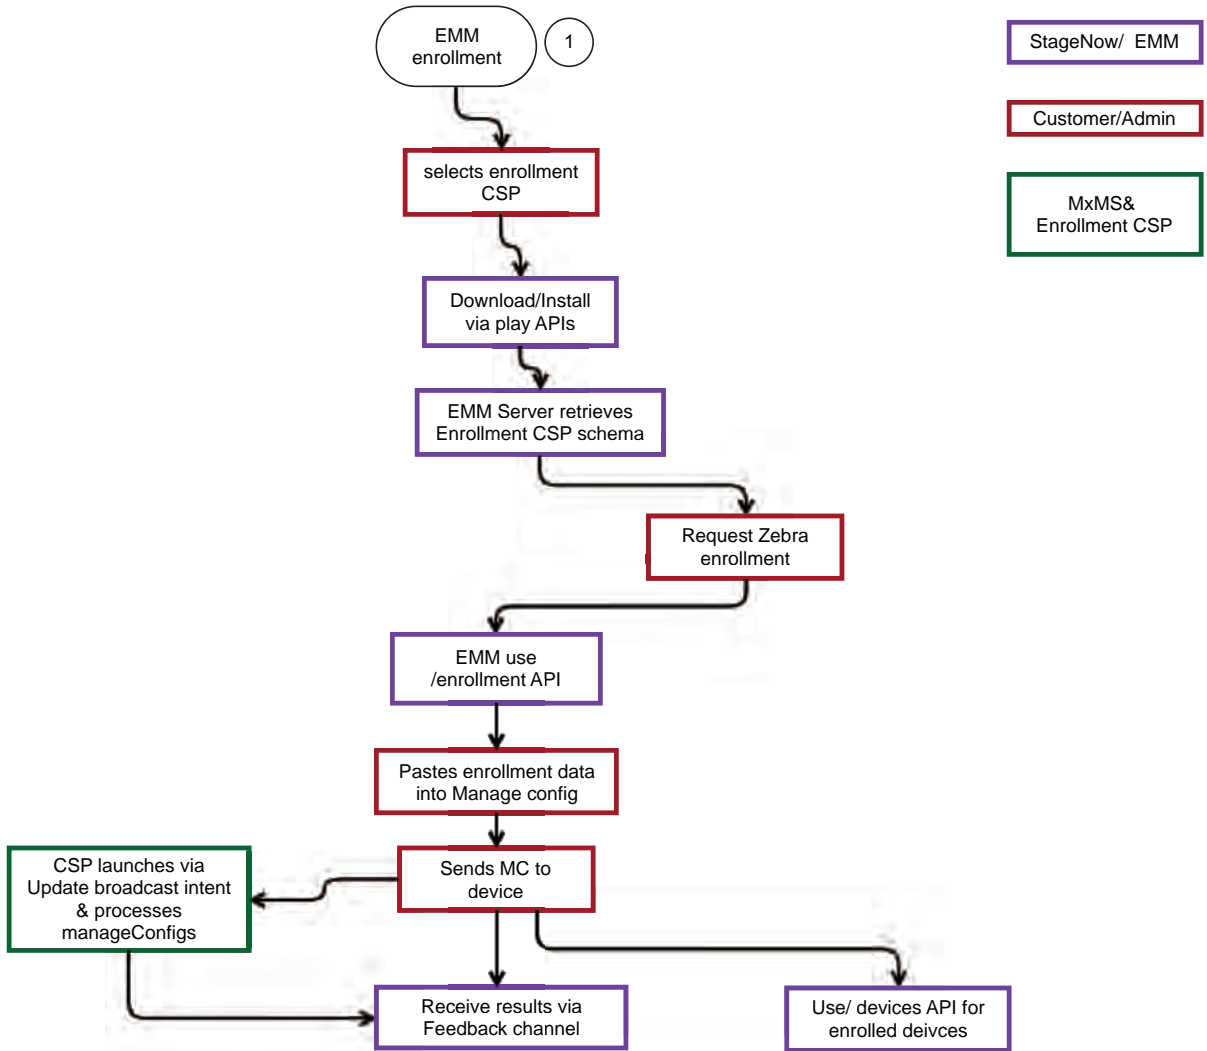 EMM
enrollment
1
StageNow/ EMM
Customer/Admin
MxMS&
Enrollment CSP
selects enrollment
CSP
Download/Install
via play APIs
EMM Server retrieves
Enrollment CSP schema
Request Zebra
enrollment
EMM use
/enrollment API
Pastes enrollment data
into Manage config
CSP launches via
Update broadcast intent
& processes
manageConfigs
Sends MC to
device
Receive results via
Feedback channel
Use/ devices API for
enrolled deivces